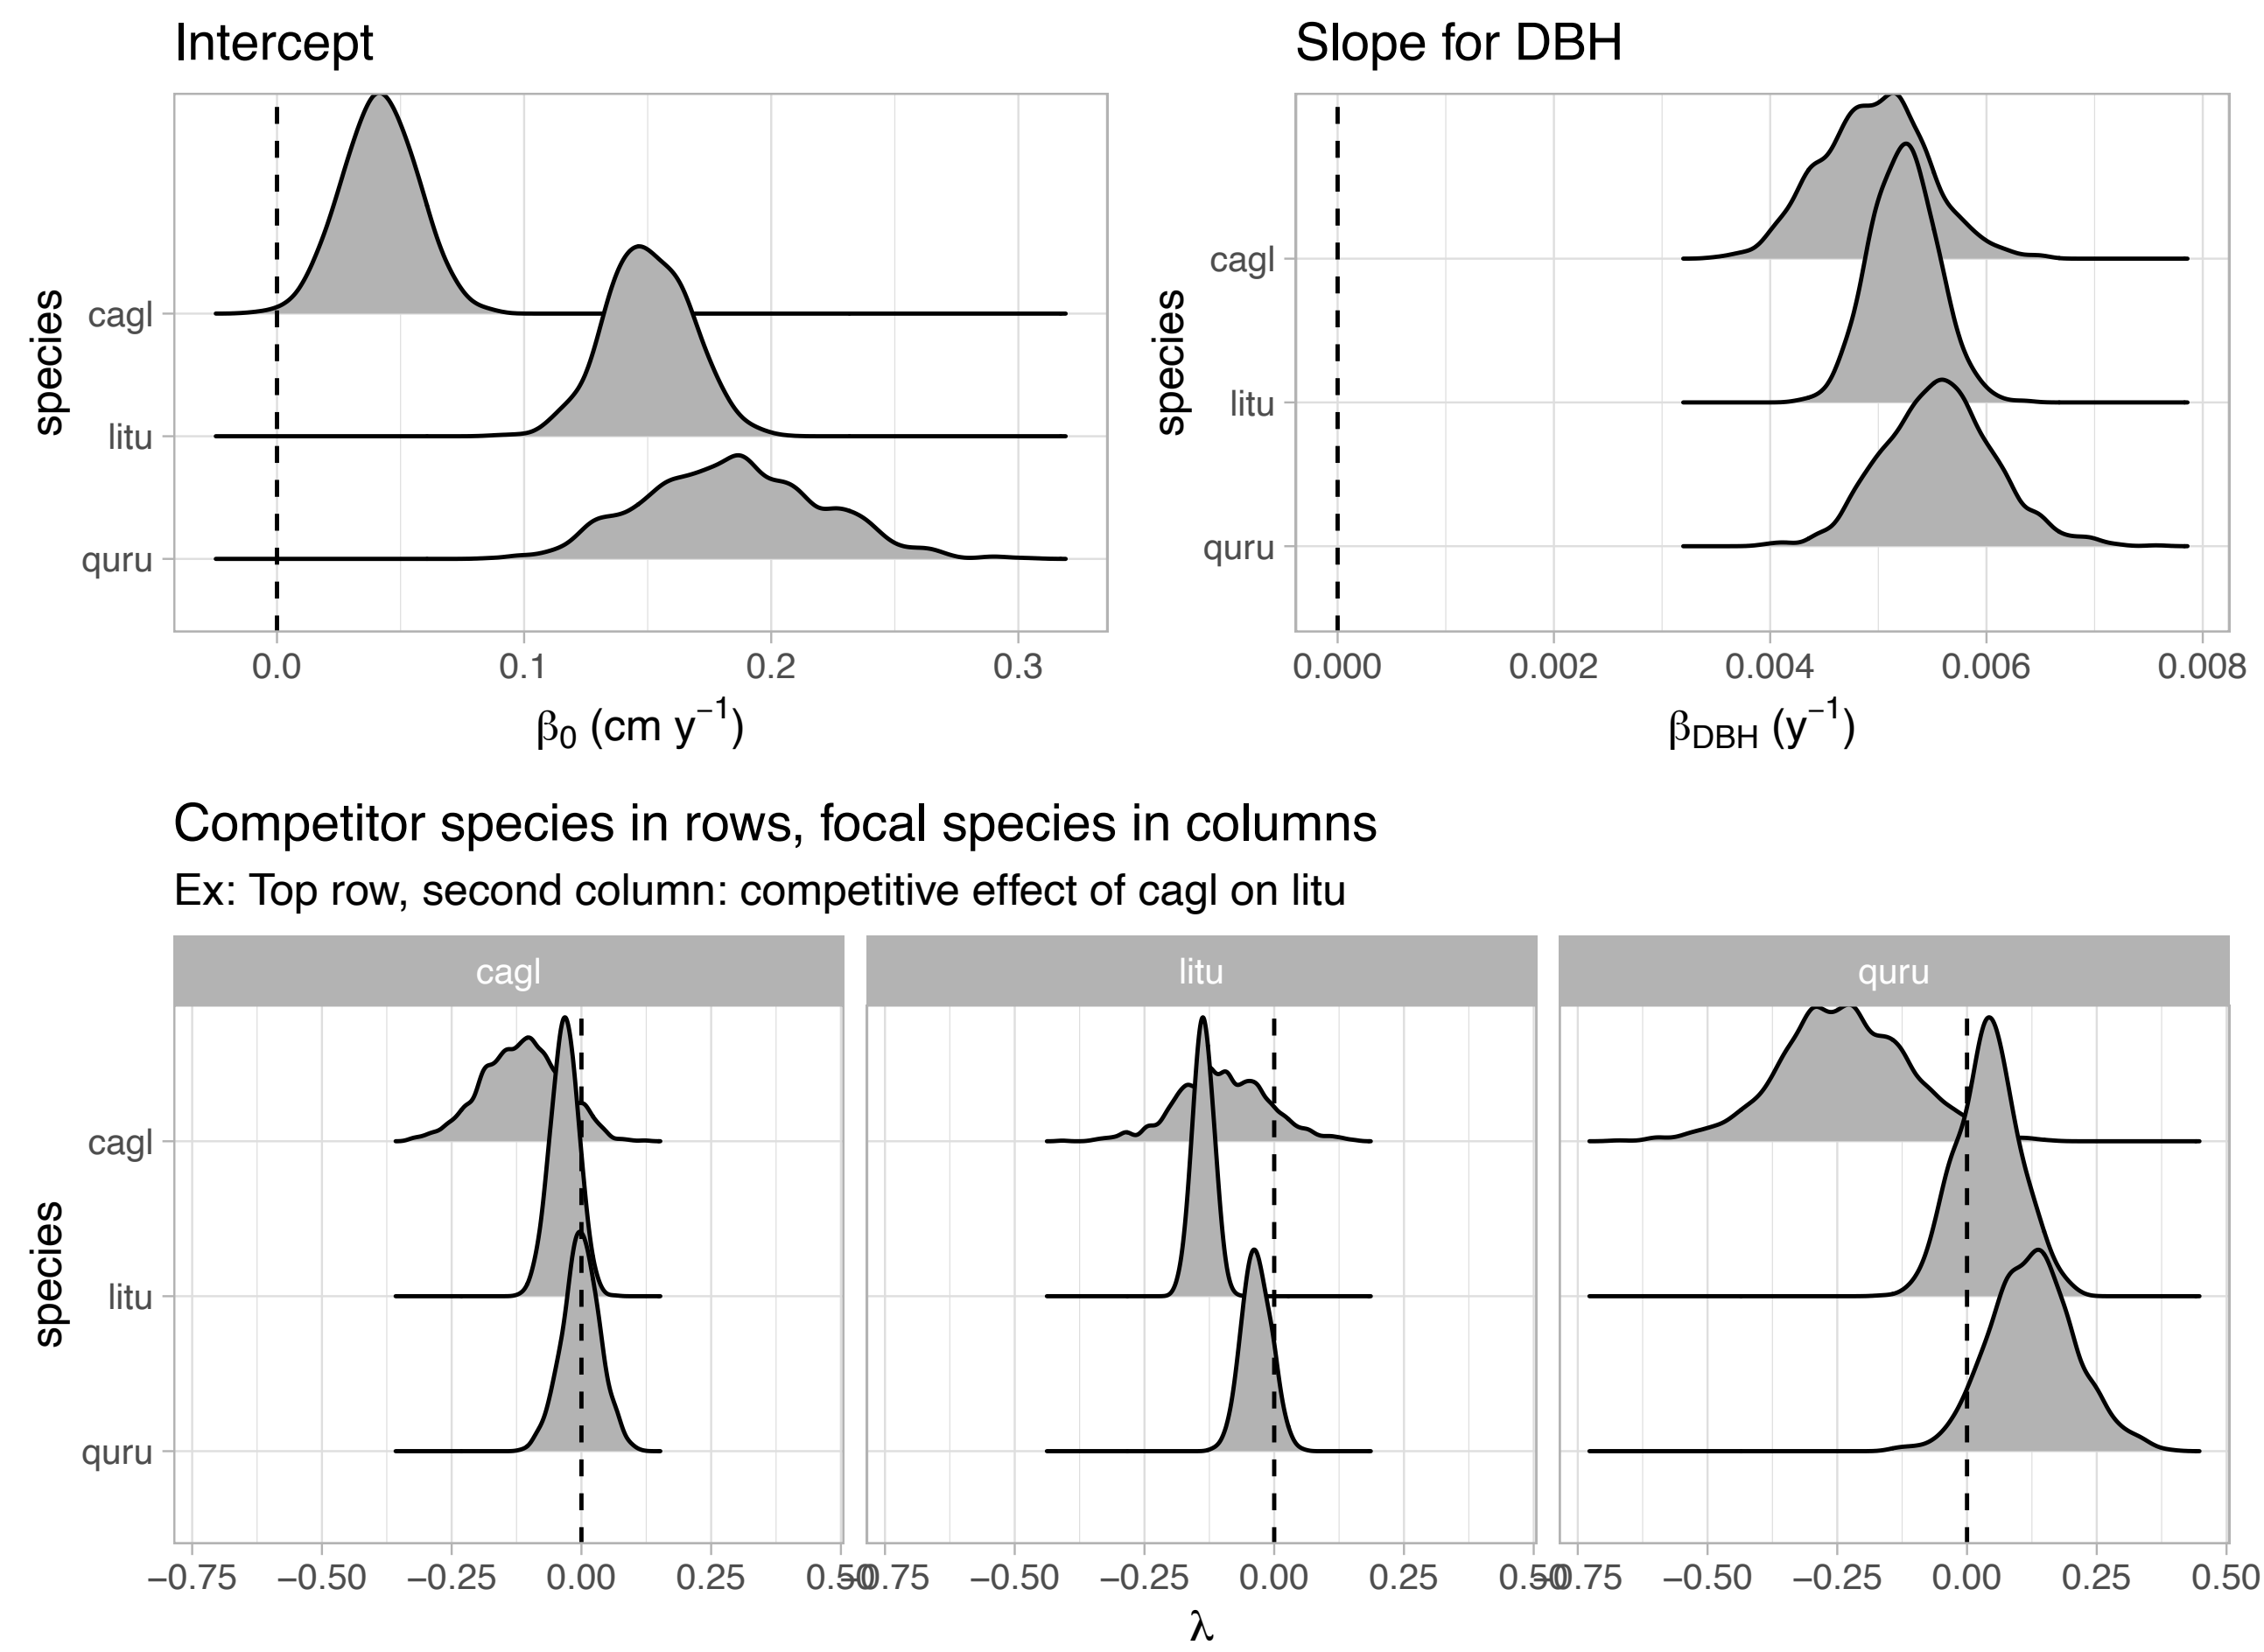 Intercept
Slope for DBH
species
cagl
litu
quru
0.0 0.1 0.2 0.3
β0 (cm y−1)
species
cagl
litu
quru
0.000 0.002 0.004 0.006 0.008
βDBH (y−1)
Competitor species in rows, focal species in columns
Ex: Top row, second column: competitive effect of cagl on litu
cagl litu quru
species
cagl
litu
quru
−0.75 −0.50 −0.25 0.00 0.25 0.50 −0.75 −0.50 −0.25 0.00 0.25 0.50 −0.75 −0.50 −0.25 0.00 0.25 0.50
λ